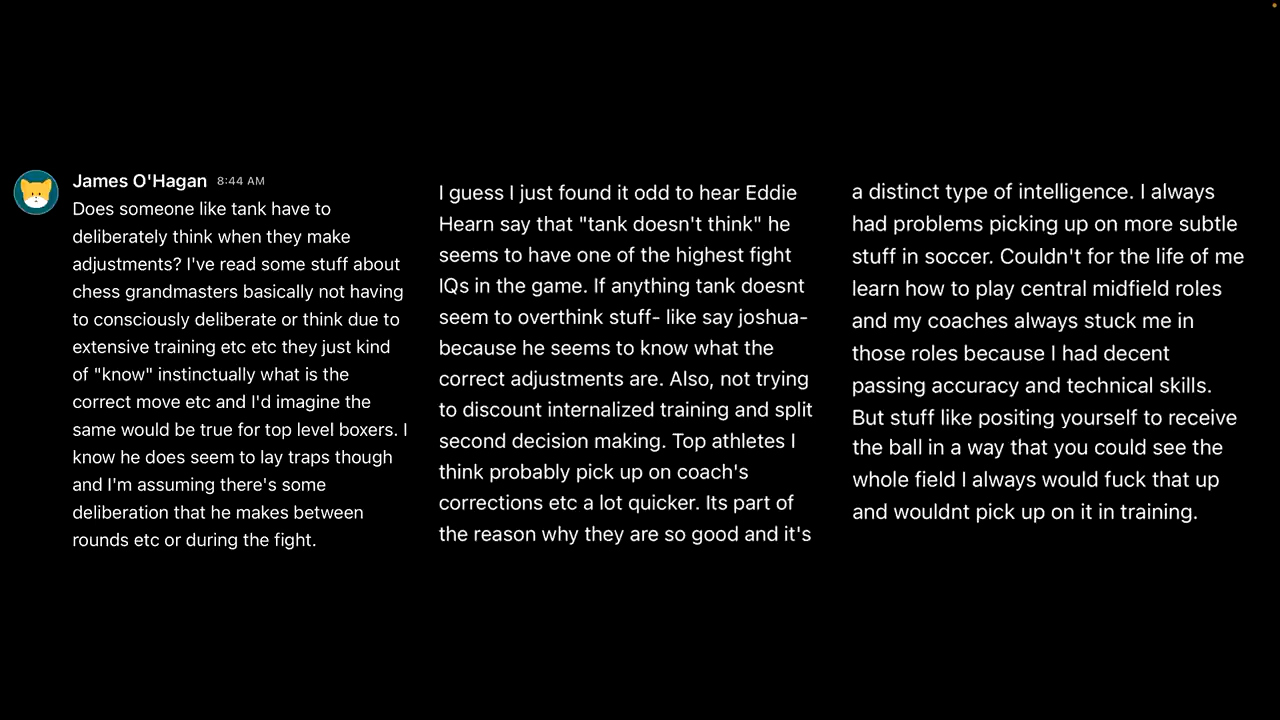 James O'Hagan 8:44 AM
Does someone like tank have to
deliberately think when they make
adjustments? I've read some stuff about
chess grandmasters basically not having
to consciously deliberate or think due to
extensive training etc etc they just kind
of "know" instinctually what is the
correct move etc and I'd imagine the
same would be true for top level boxers. I
know he does seem to lay traps though
and I'm assuming there's some
deliberation that he makes between
rounds etc or during the fight.
I guess I just found it odd to hear Eddie
Hearn say that "tank doesn't think" he
seems to have one of the highest fight
IQs in the game. If anything tank doesnt
seem to overthink stuff- like say joshua-
because he seems to know what the
correct adjustments are. Also, not trying
to discount internalized training and split
second decision making. Top athletes I
think probably pick up on coach's
corrections etc a lot quicker. Its part of
the reason why they are so good and it's
a distinct type of intelligence. I always
had problems picking up on more subtle
stuff in soccer. Couldn't for the life of me
learn how to play central midfield roles
and my coaches always stuck me in
those roles because I had decent
passing accuracy and technical skills.
But stuff like positing yourself to receive
the ball in a way that you could see the
whole field I always would fuck that up
and wouldnt pick up on it in training.